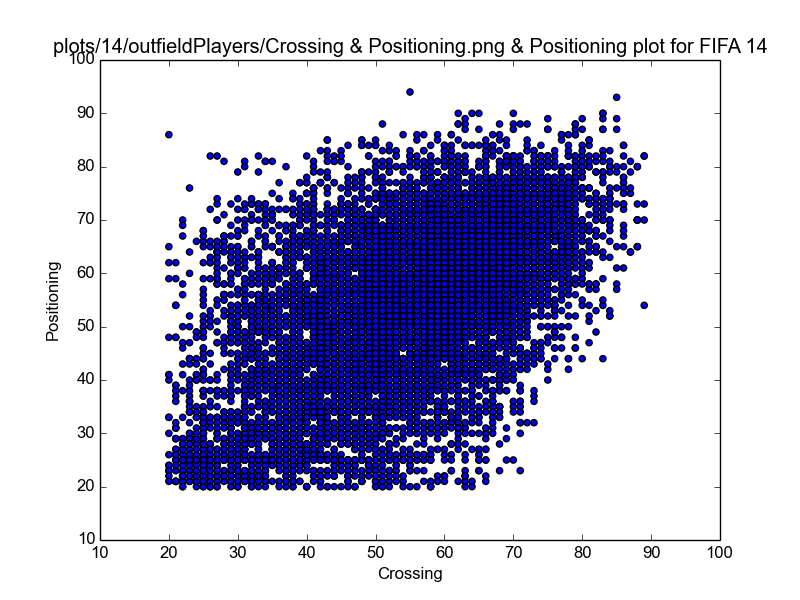 plots/14/outfieldPlayers/Crossing & Positioning.png & Positioning plot for FIFA 14
100
90
80
70
60
50
40
30
20
10
Positioning
10 20 30 40 50 60 70 80 90 100
Crossing